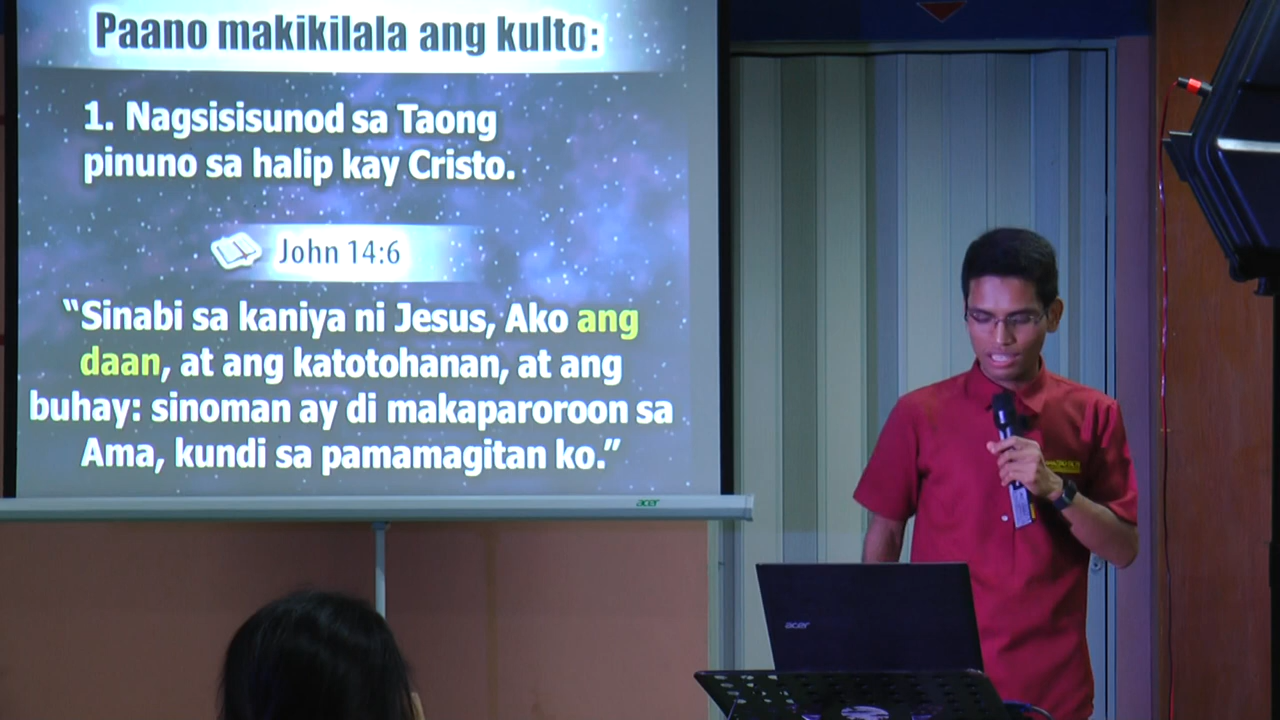 Paano makikilala ang kulto:
1. Nagsisisunod sa Taong
pinuno sa halip kay Cristo.
John 14:6
“Sinabi sa kaniya ni Jesus, Ako ang
daan, at ang katotohanan, at ang
buhay: sinoman ay di makaparoroon sa
Ama, kundi sa pamamagitan ko.”
acer
acer